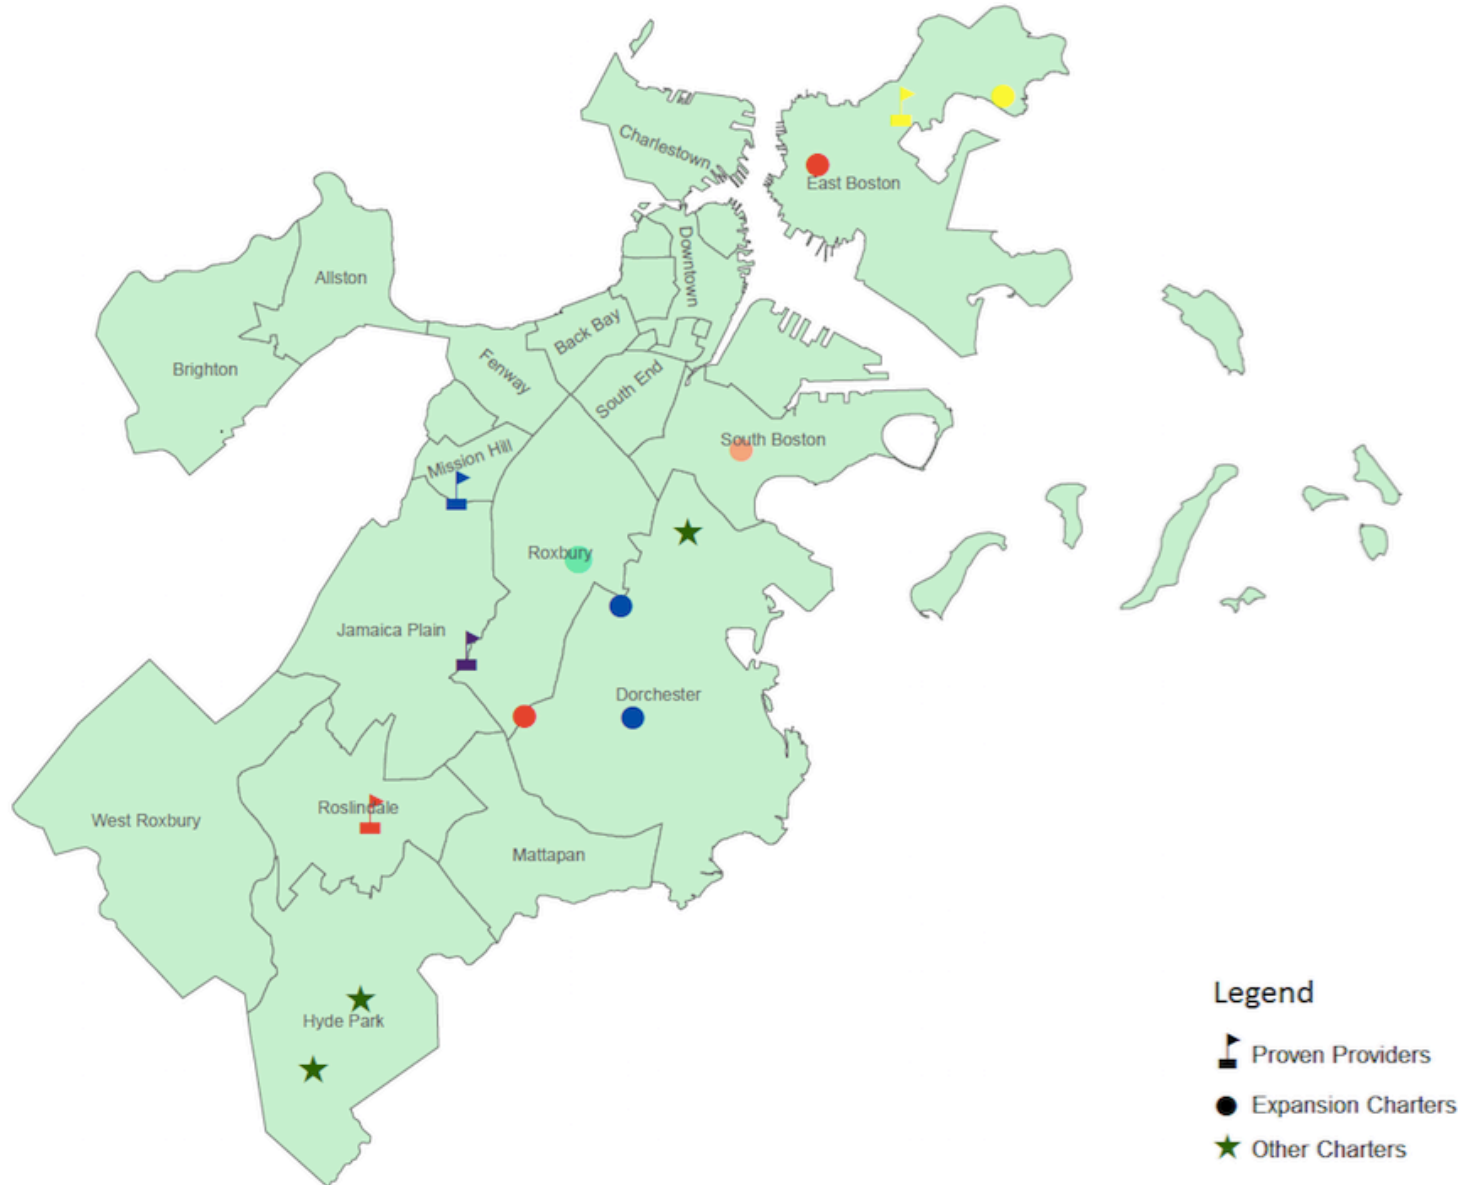 Charlestown
East Boston
Downtown
Allston
Back Bay
Brighton
Fenway
South End
South Boston
Mission Hill
Roxbury
Jamaica Plain
Dorchester
Roslindale
West Roxbury
Mattapan
Hyde Park
Legend
Proven Providers
Expansion Charters
Other Charters